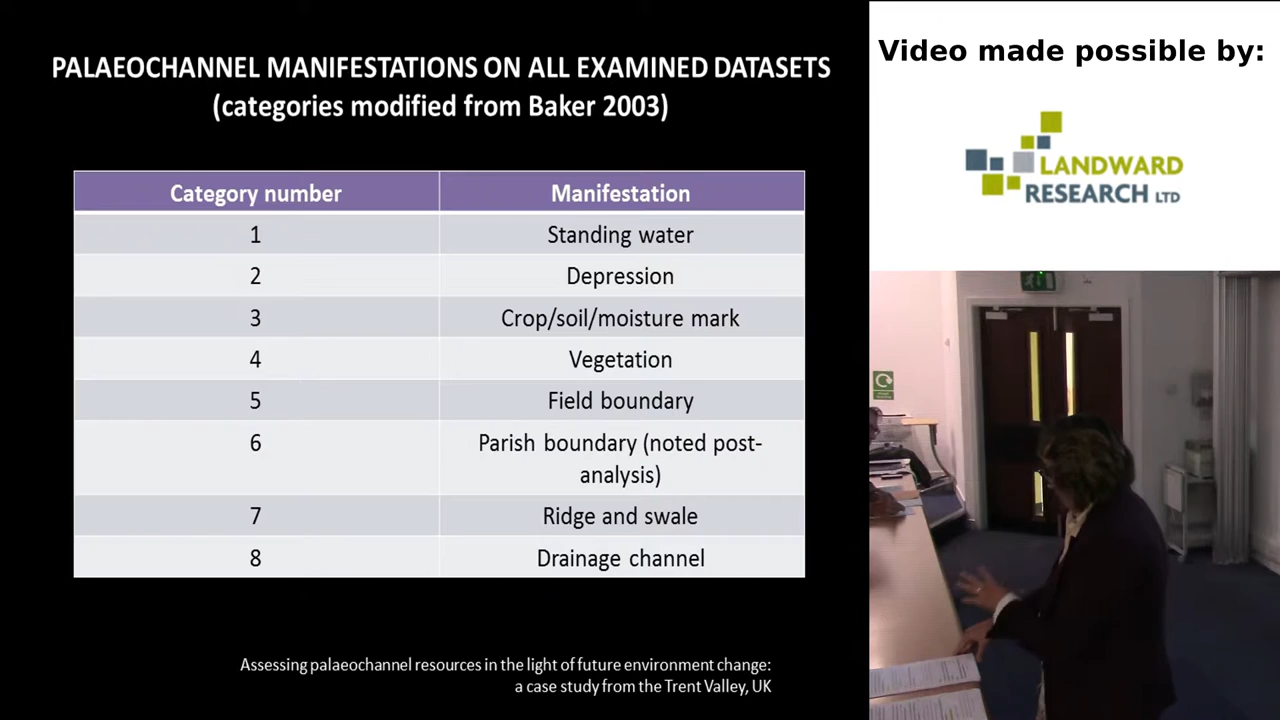 PALAEOCHANNEL MANIFESTATIONS ON ALL EXAMINED DATASETS
(categories modified from Baker 2003)
Category number Manifestation
1 Standing water
2 Depression
3 Crop/soil/moisture mark
4 Vegetation
5 Field boundary
6 Parish boundary (noted post-
analysis)
7 Ridge and swale
8 Drainage channel
Assessing palaeochannel resources in the light of future environment change:
a case study from the Trent Valley, UK
Video made possible by:
LANDWARD
RESEARCH LTD